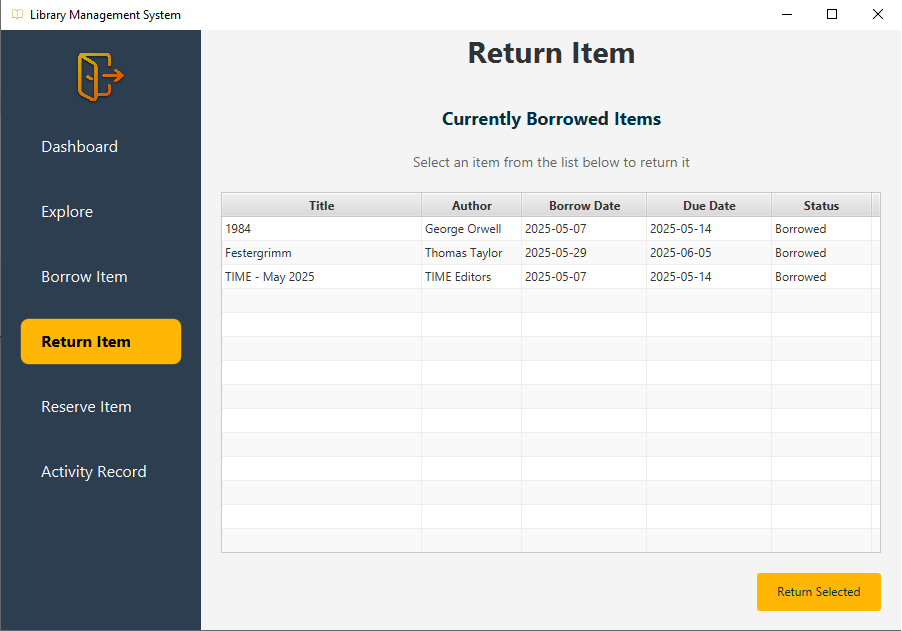 Library Management System
Return Item
Dashboard
Explore
Borrow Item
Return Item
Reserve Item
Activity Record
Currently Borrowed Items
Select an item from the list below to return it
Title Author Borrow Date Due Date Status
1984 George Orwell 2025-05-07 2025-05-14 Borrowed
Festergrimm Thomas Taylor 2025-05-29 2025-06-05 Borrowed
TIME - May 2025 TIME Editors 2025-05-07 2025-05-14 Borrowed
Return Selected